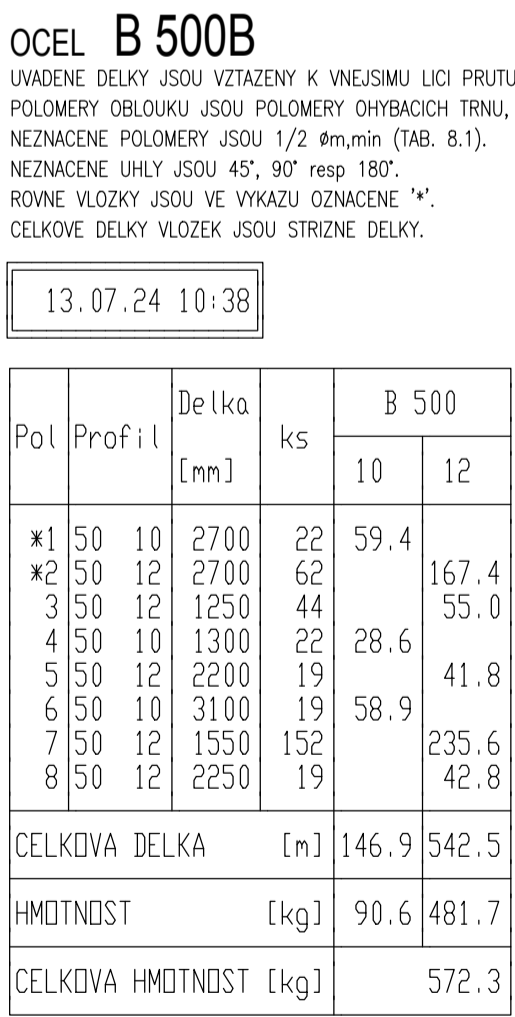 OCEL B 500B
UVADENE DELKY JSOU VZTAZENY K VNEJSIMU LICI PRUTU
POLOMERY OBLOUKU JSOU POLOMERY OHYBACICH TRNU,
NEZNACENE POLOMERY JSOU 1/2 øm,min (TAB. 8.1).
NEZNACENE UHLY JSOU 45°, 90° resp 180°.
ROVNE VLOZKY JSOU VE VYKAZU OZNACENE '*'.
CELKOVE DELKY VLOZEK JSOU STRIZNE DELKY.
13.07.24 10:38
Pol Profil Delka [mm] ks B 500
10 12
*1 50 10 2700 22 59.4
*2 50 12 2700 62 167.4
3 50 12 1250 44 55.0
4 50 10 1300 22 28.6
5 50 12 2200 19 41.8
6 50 10 3100 19 58.9
7 50 12 1550 152 235.6
8 50 12 2250 19 42.8
CELKOVA DELKA [m] 146.9 542.5
HMOTNOST [kg] 90.6 481.7
CELKOVA HMOTNOST [kg] 572.3